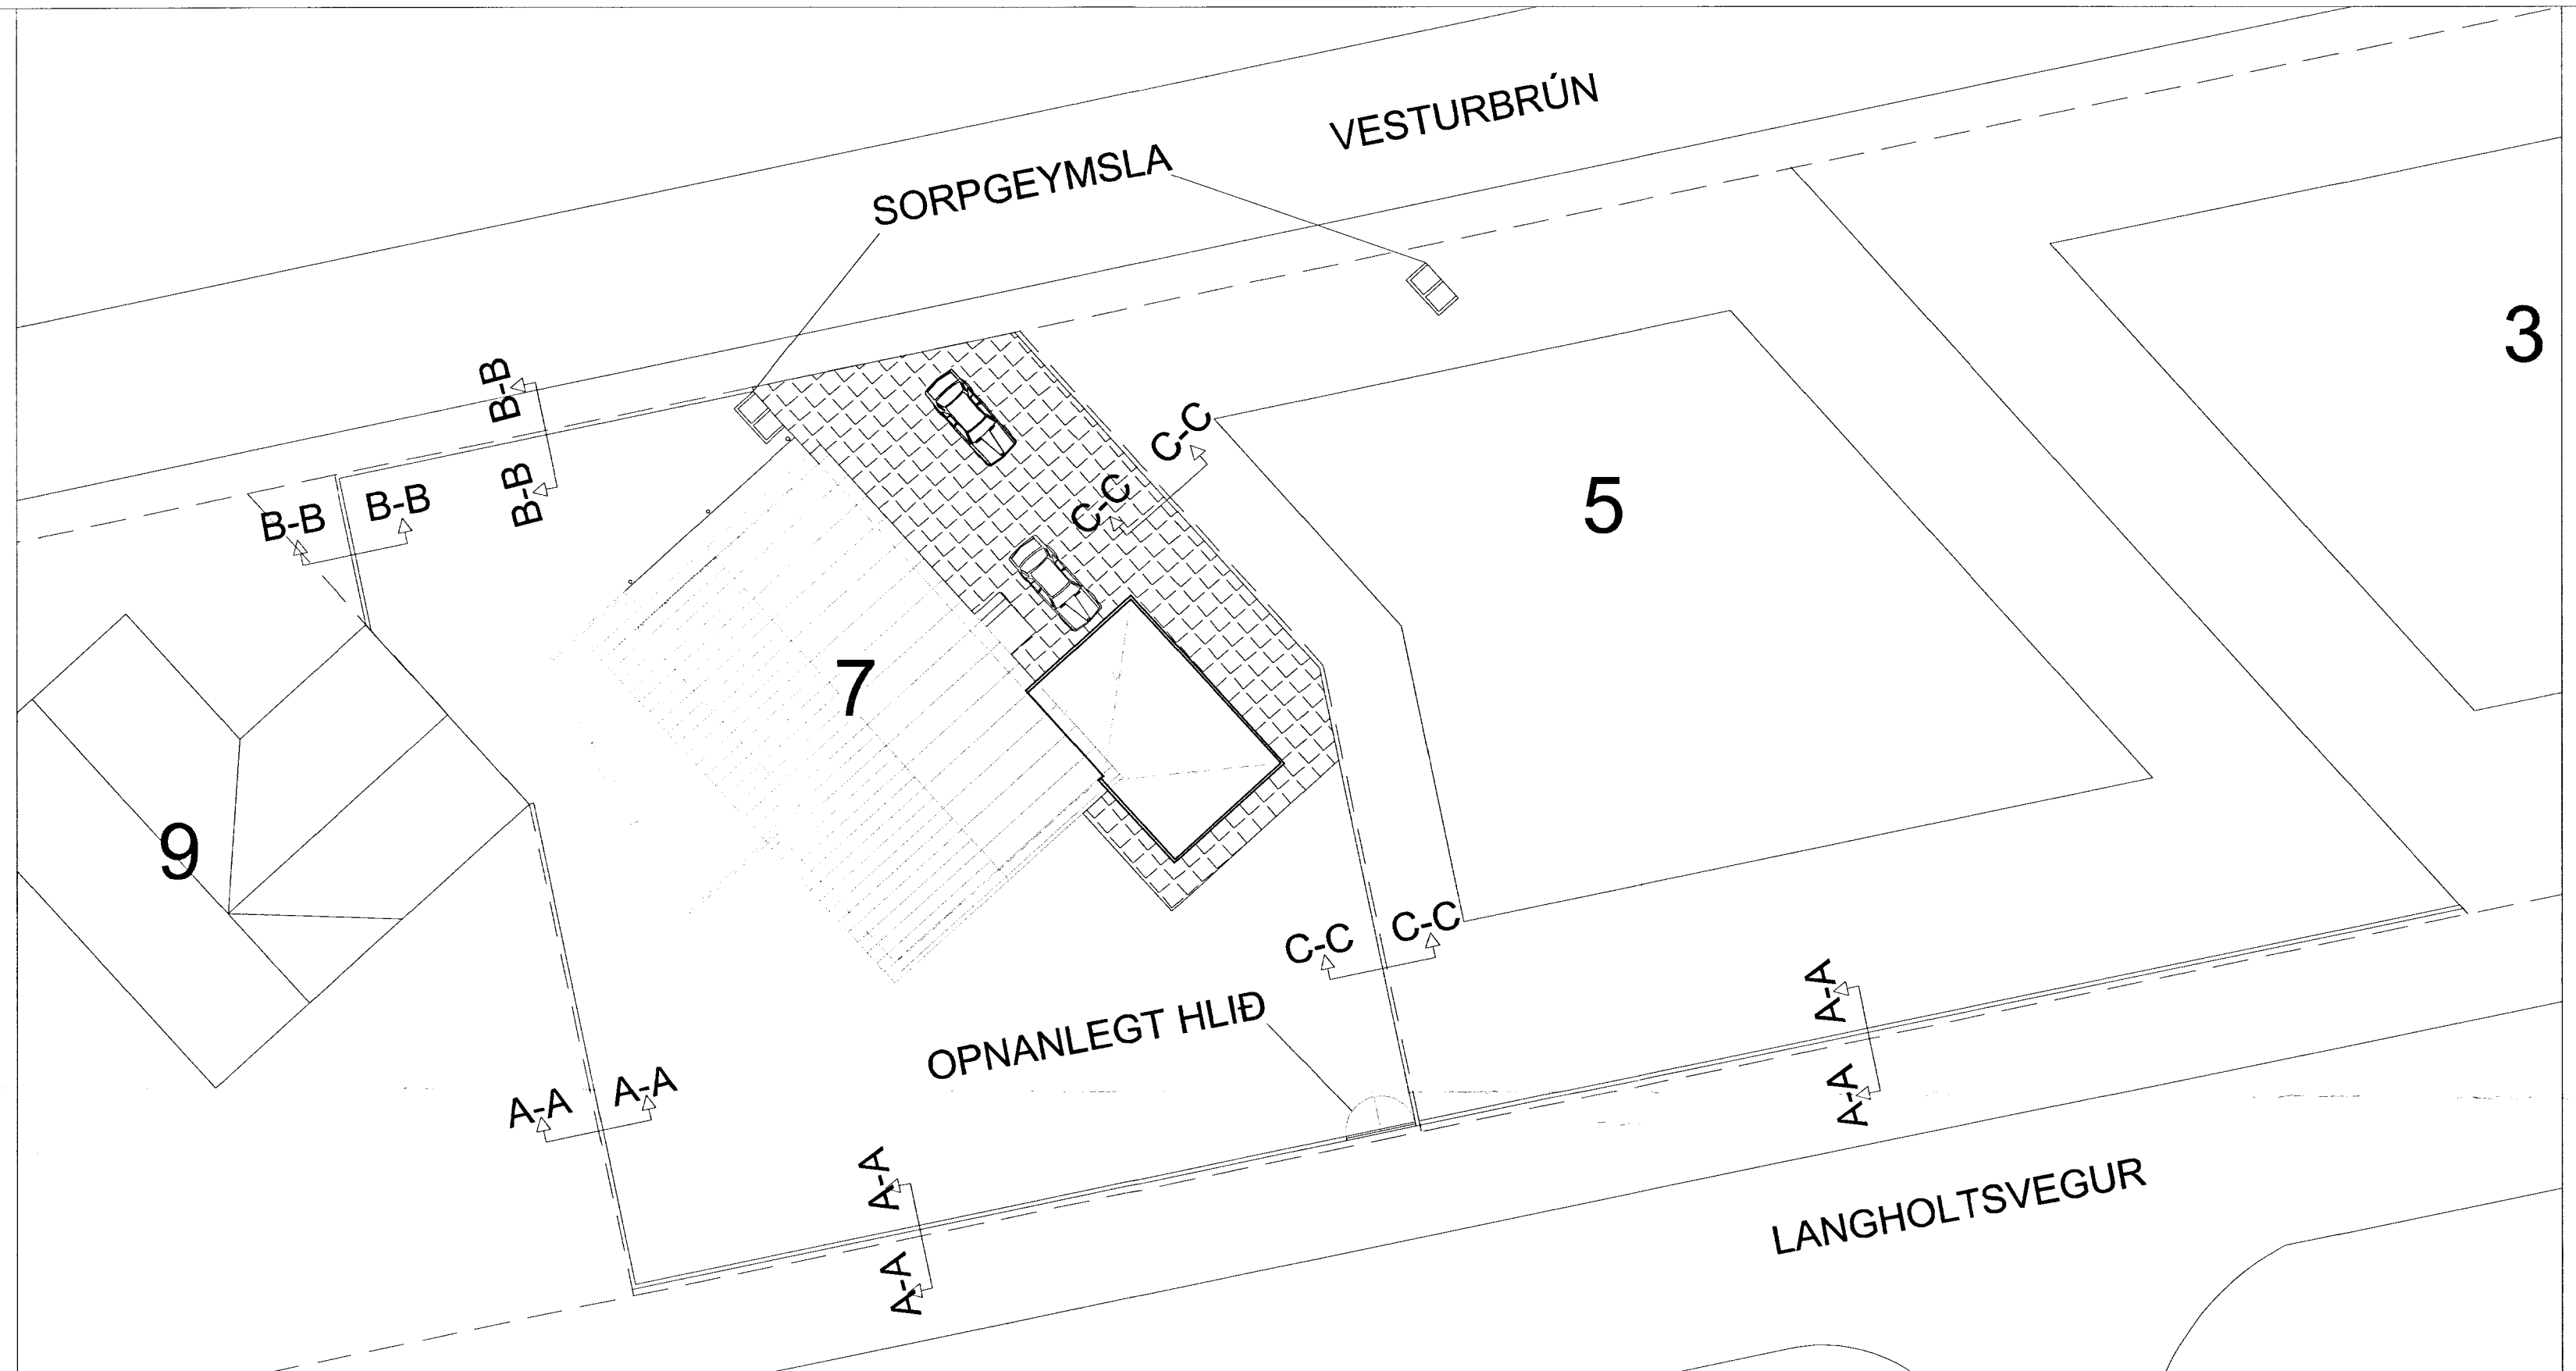 VESTURBRÚN
SORPGEYMSLA
3
B-B
B-B
C-C
5
B-B
B-B
C-C
7
9
C-C
C-C
OPNANLEGT HLIÐ
A-A
A-A
A-A
A-A
A-A
A-A
LANGHOLTSVEGUR